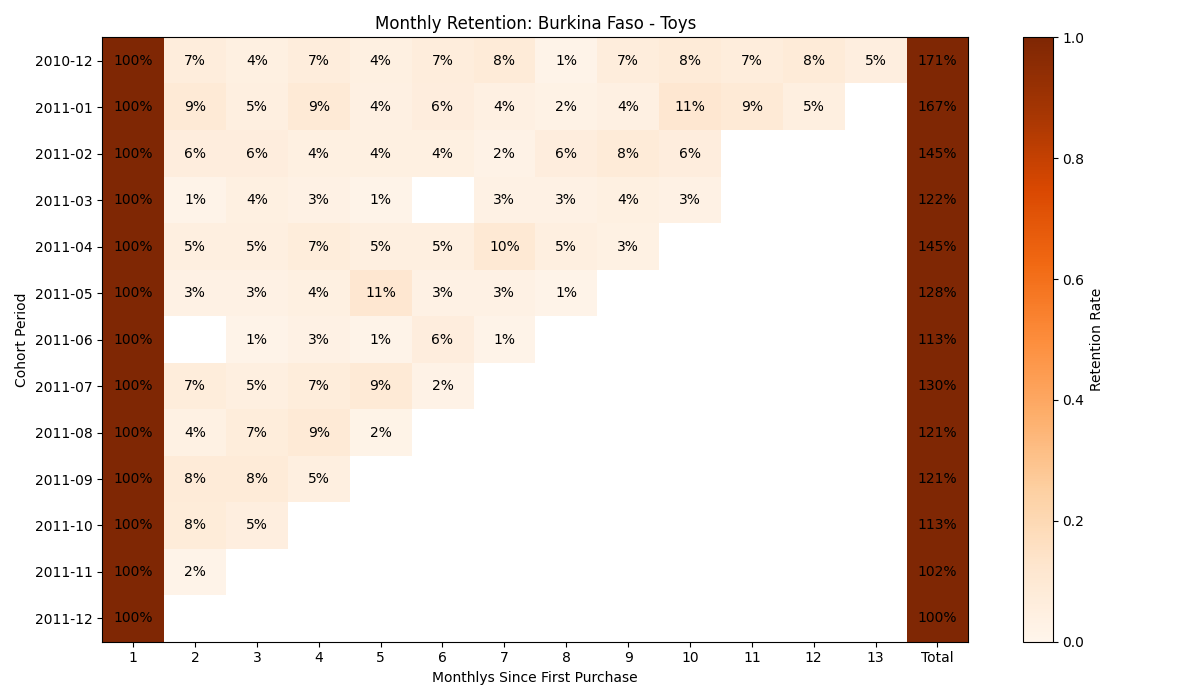 Monthly Retention: Burkina Faso - Toys
2010-12 100% 7% 4% 7% 4% 7% 8% 1% 7% 8% 7% 8% 5% 171%
2011-01 100% 9% 5% 9% 4% 6% 4% 2% 4% 11% 9% 5% 167%
2011-02 100% 6% 6% 4% 4% 4% 2% 6% 8% 6% 145%
2011-03 100% 1% 4% 3% 1% 3% 3% 4% 3% 122%
2011-04 100% 5% 5% 7% 5% 5% 10% 5% 3% 145%
2011-05 100% 3% 3% 4% 11% 3% 3% 1% 128%
2011-06 100% 1% 3% 1% 6% 1% 113%
2011-07 100% 7% 5% 7% 9% 2% 130%
2011-08 100% 4% 7% 9% 2% 121%
2011-09 100% 8% 8% 5% 121%
2011-10 100% 8% 5% 113%
2011-11 100% 2% 102%
2011-12 100% 100%
1 2 3 4 5 6 7 8 9 10 11 12 13 Total
Monthlys Since First Purchase
Cohort Period
1.0
0.8
0.6
0.4
0.2
0.0
Retention Rate